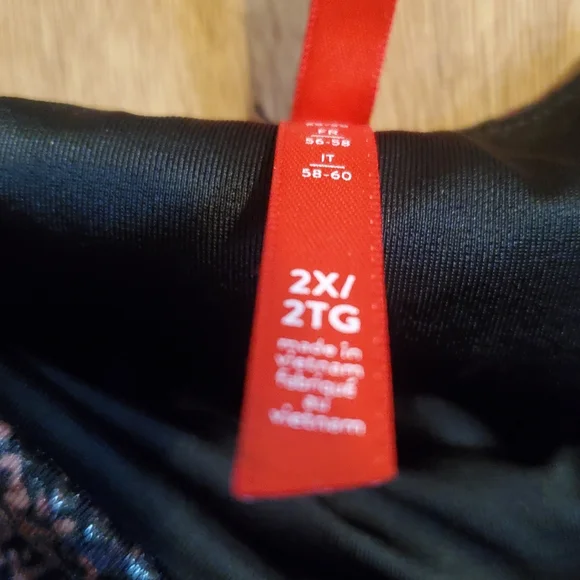 FR
56-58
IT
58-60
2X/
2TG
made in
vietnam
fabriqué
au
vietnam